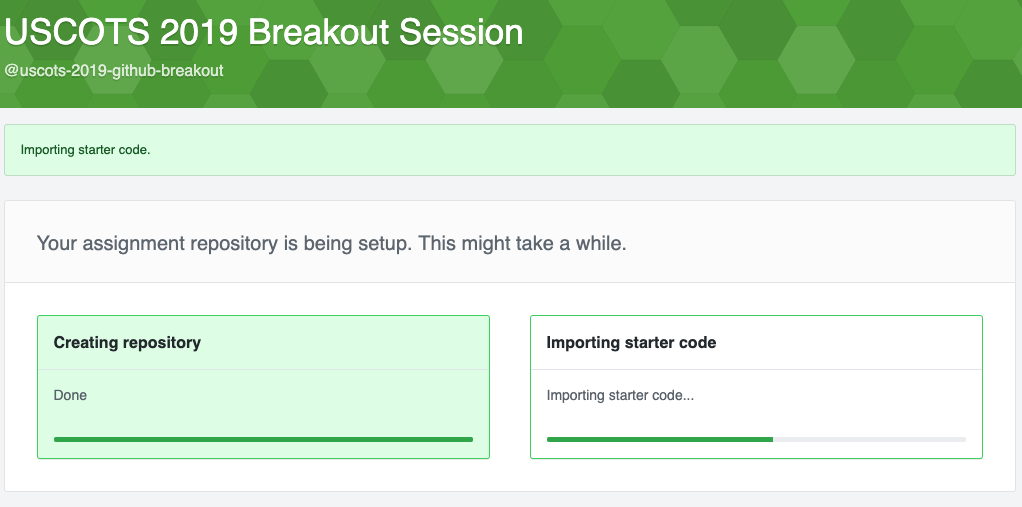 USCOTS 2019 Breakout Session
@uscots-2019-github-breakout
Importing starter code.
Your assignment repository is being setup. This might take a while.
Creating repository
Done
Importing starter code
Importing starter code...